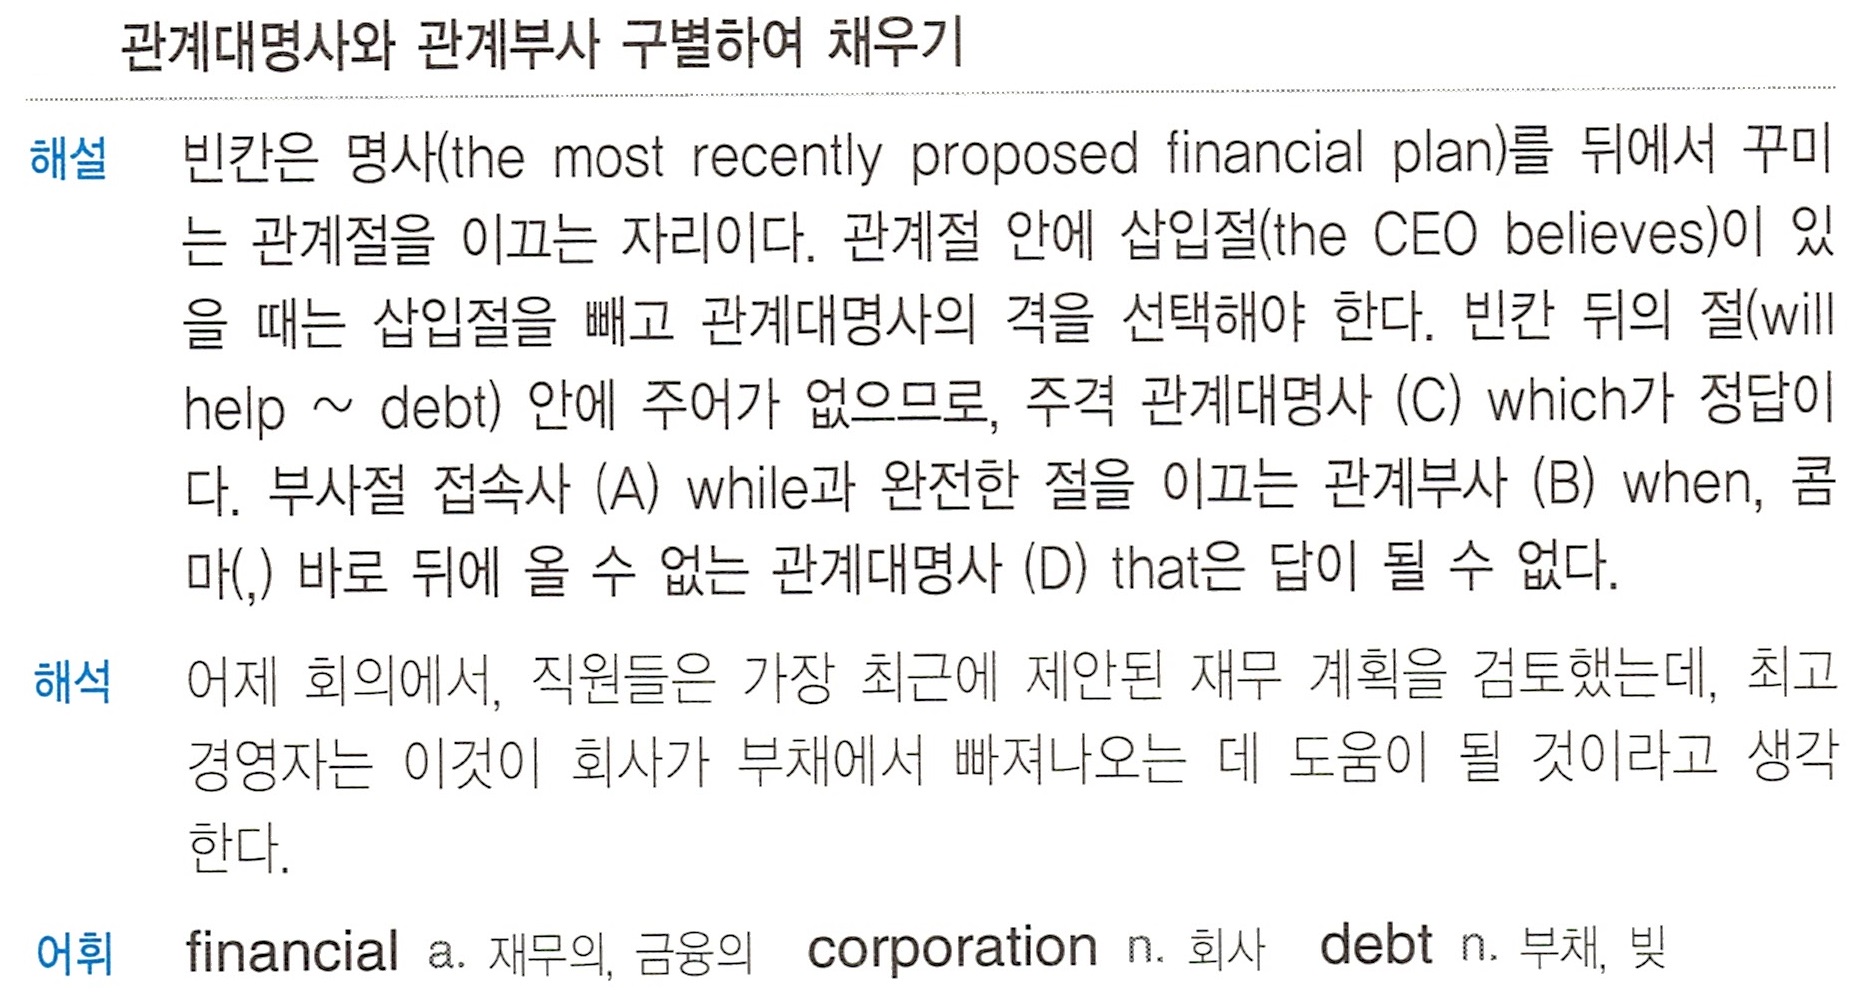 관계대명사와 관계부사 구별하여 채우기
해설 빈칸은 명사(the most recently proposed financial plan)를 뒤에서 꾸미
는 관계절을 이끄는 자리이다. 관계절 안에 삽입절(the CEO believes)이 있
을 때는 삽입절을 빼고 관계대명사의 격을 선택해야 한다. 빈칸 뒤의 절(will
help ~ debt) 안에 주어가 없으므로, 주격 관계대명사 (C) which가 정답이
다. 부사절 접속사 (A) while과 완전한 절을 이끄는 관계부사 (B) when, 콤
마(,) 바로 뒤에 올 수 없는 관계대명사 (D) that은 답이 될 수 없다.
해석 어제 회의에서, 직원들은 가장 최근에 제안된 재무 계획을 검토했는데, 최고
경영자는 이것이 회사가 부채에서 빠져나오는 데 도움이 될 것이라고 생각
한다.
어휘 financial a. 재무의, 금융의 corporation n. 회사 debt n. 부채, 빚